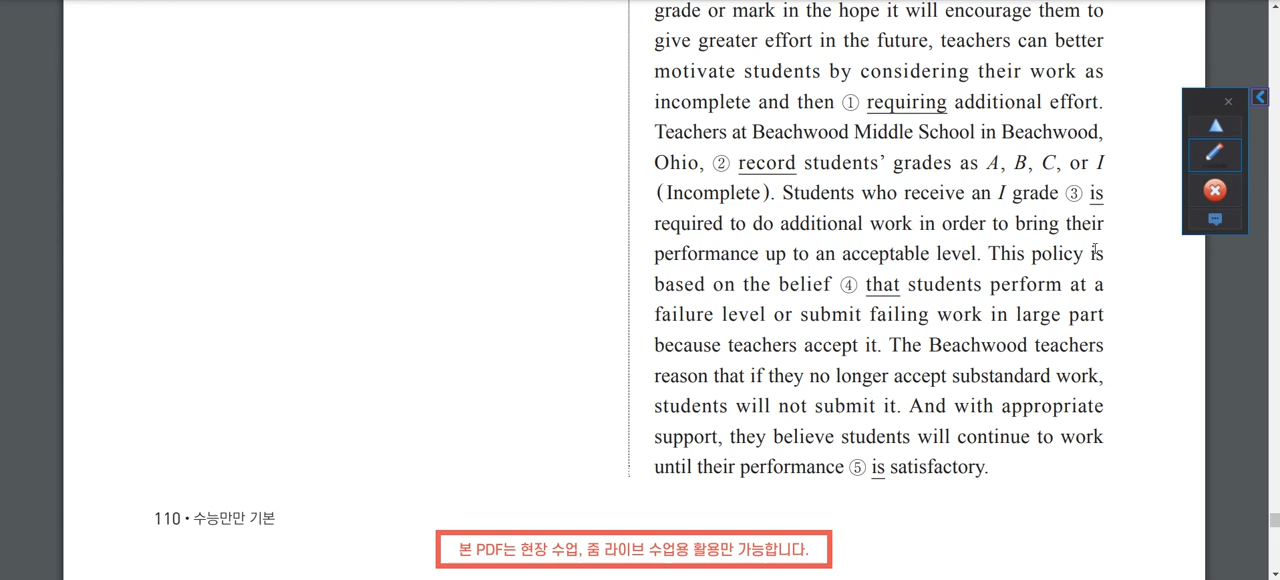 grade or mark in the hope it will encourage them to
give greater effort in the future, teachers can better
motivate students by considering their work as
incomplete and then ① requiring additional effort.
Teachers at Beachwood Middle School in Beachwood,
Ohio, ② record students’ grades as A, B, C, or I
(Incomplete). Students who receive an I grade ③ is
required to do additional work in order to bring their
performance up to an acceptable level. This policy is
based on the belief ④ that students perform at a
failure level or submit failing work in large part
because teachers accept it. The Beachwood teachers
reason that if they no longer accept substandard work,
students will not submit it. And with appropriate
support, they believe students will continue to work
until their performance ⑤ is satisfactory.
110 • 수능만만 기본
본 PDF는 현장 수업, 줌 라이브 수업용 활용만 가능합니다.